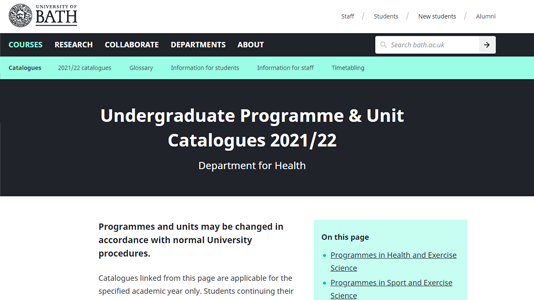 UNIVERSITY OF
BATH
Staff / Students / New students / Alumni
COURSES RESEARCH COLLABORATE DEPARTMENTS ABOUT
Search bath.ac.uk
Catalogues 2021/22 catalogues Glossary Information for students Information for staff Timetabling
Undergraduate Programme & Unit
Catalogues 2021/22
Department for Health
Programmes and units may be changed in
accordance with normal University
procedures.
Catalogues linked from this page are applicable for the
specified academic year only. Students continuing their
On this page
Programmes in Health and Exercise
Science
Programmes in Sport and Exercise
Science